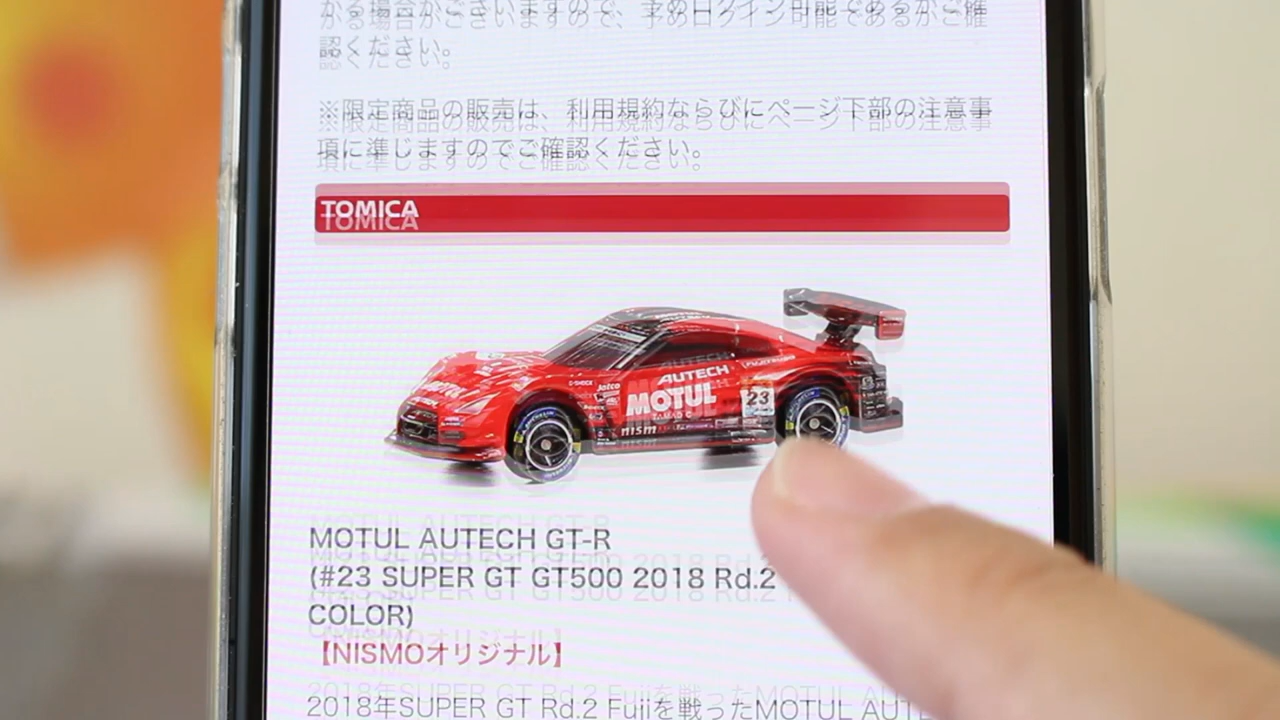 かる場合がございますので、予めログイン可能であるかご確
認ください。
※限定商品の販売は、利用規約ならびにページ下部の注意事
項に準じますのでご確認ください。
TOMICA
AUTECH
MOTUL
23
nismo
MOTUL AUTECH GT-R
(#23 SUPER GT GT500 2018 Rd.2
COLOR)
【NISMOオリジナル】
2018年SUPER GT Rd.2 Fujiを戦ったMOTUL AUTE